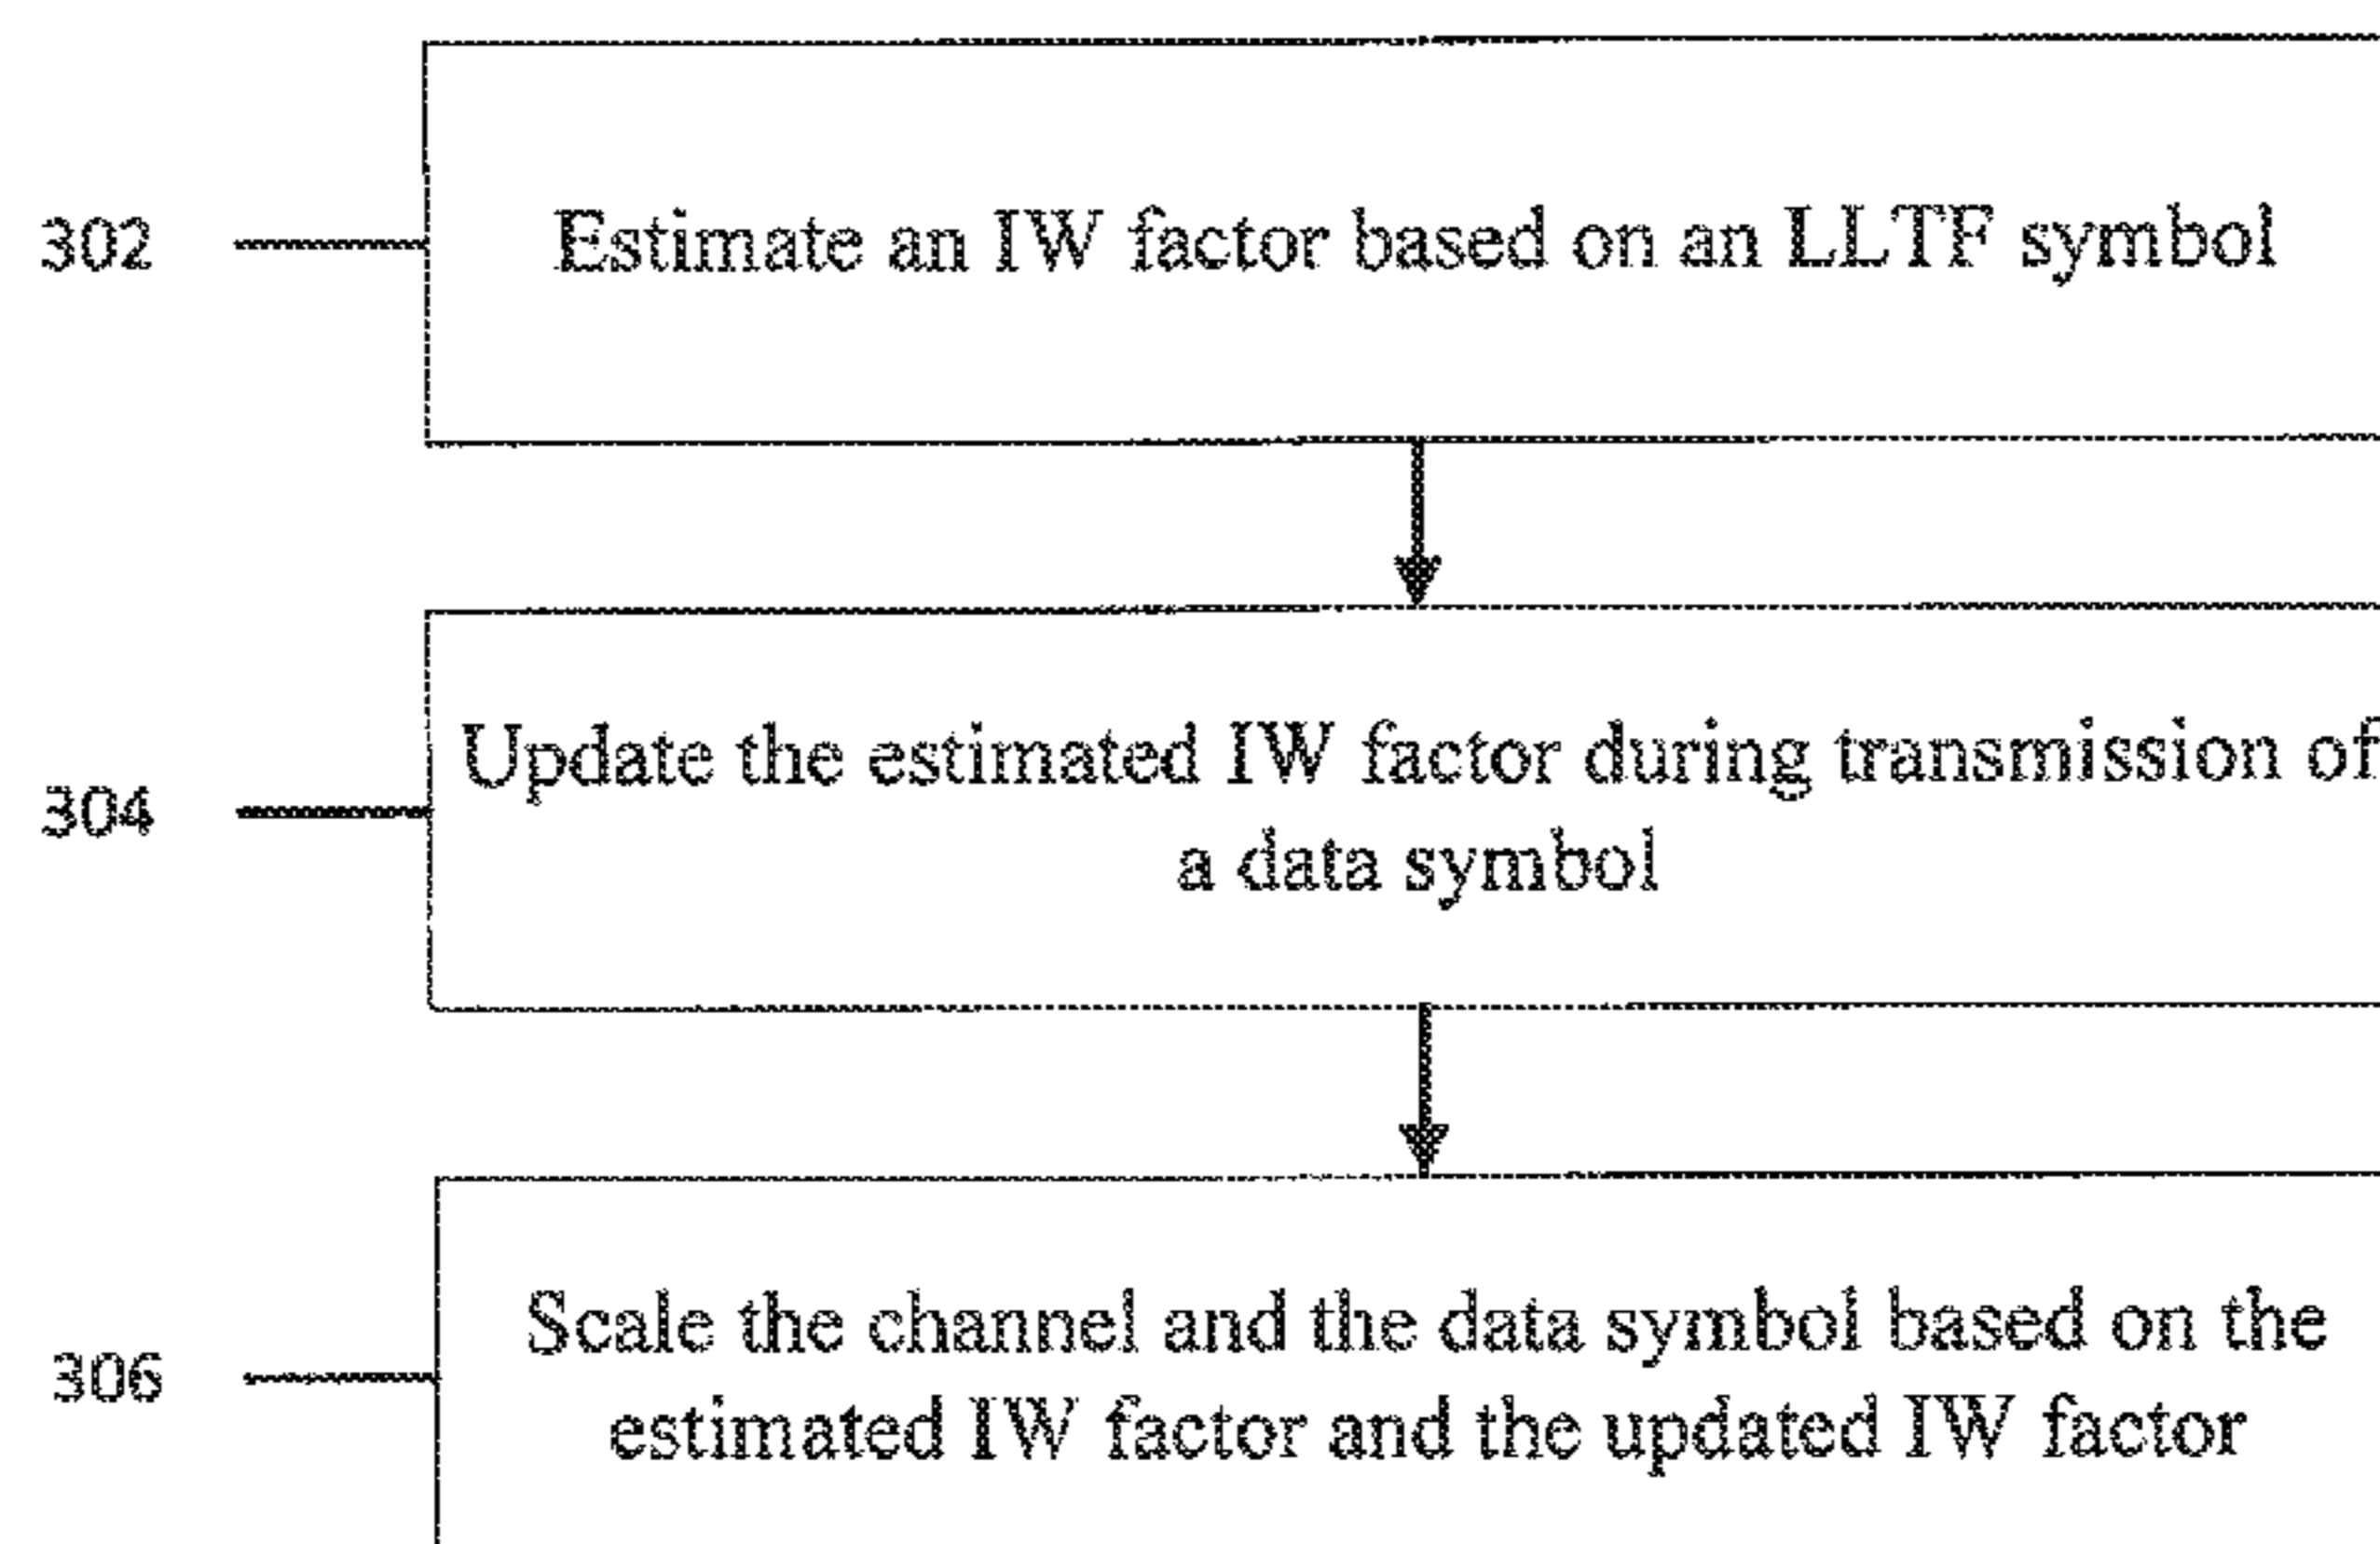 302
Estimate an IW factor based on an LLTF symbol
304
Update the estimated IW factor during transmission of
a data symbol
306
Scale the channel and the data symbol based on the
estimated IW factor and the updated IW factor